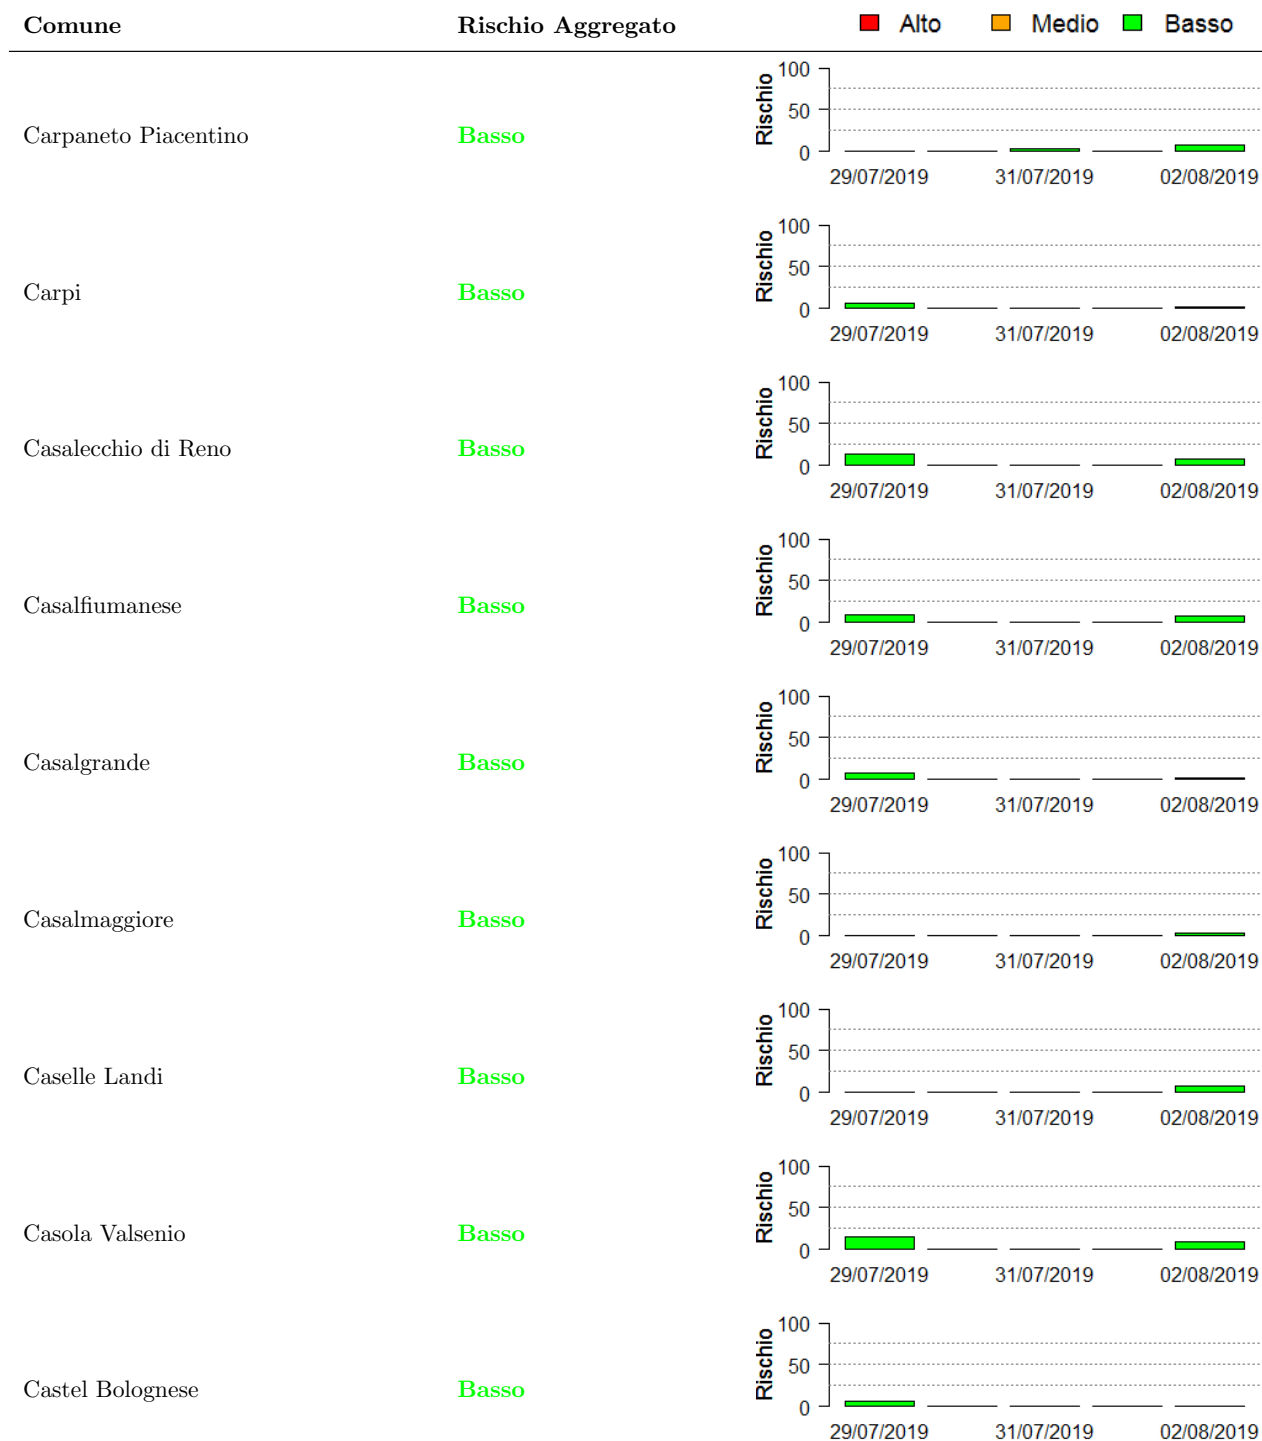 Comune Rischio Aggregato Alto Medio Basso
Carpaneto Piacentino Basso
Rischio
100
50
0
29/07/2019 31/07/2019 02/08/2019
Carpi Basso
Rischio
100
50
0
29/07/2019 31/07/2019 02/08/2019
Casalecchio di Reno Basso
Rischio
100
50
0
29/07/2019 31/07/2019 02/08/2019
Casalfiumanese Basso
Rischio
100
50
0
29/07/2019 31/07/2019 02/08/2019
Casalgrande Basso
Rischio
100
50
0
29/07/2019 31/07/2019 02/08/2019
Casalmaggiore Basso
Rischio
100
50
0
29/07/2019 31/07/2019 02/08/2019
Caselle Landi Basso
Rischio
100
50
0
29/07/2019 31/07/2019 02/08/2019
Casola Valsenio Basso
Rischio
100
50
0
29/07/2019 31/07/2019 02/08/2019
Castel Bolognese Basso
Rischio
100
50
0
29/07/2019 31/07/2019 02/08/2019